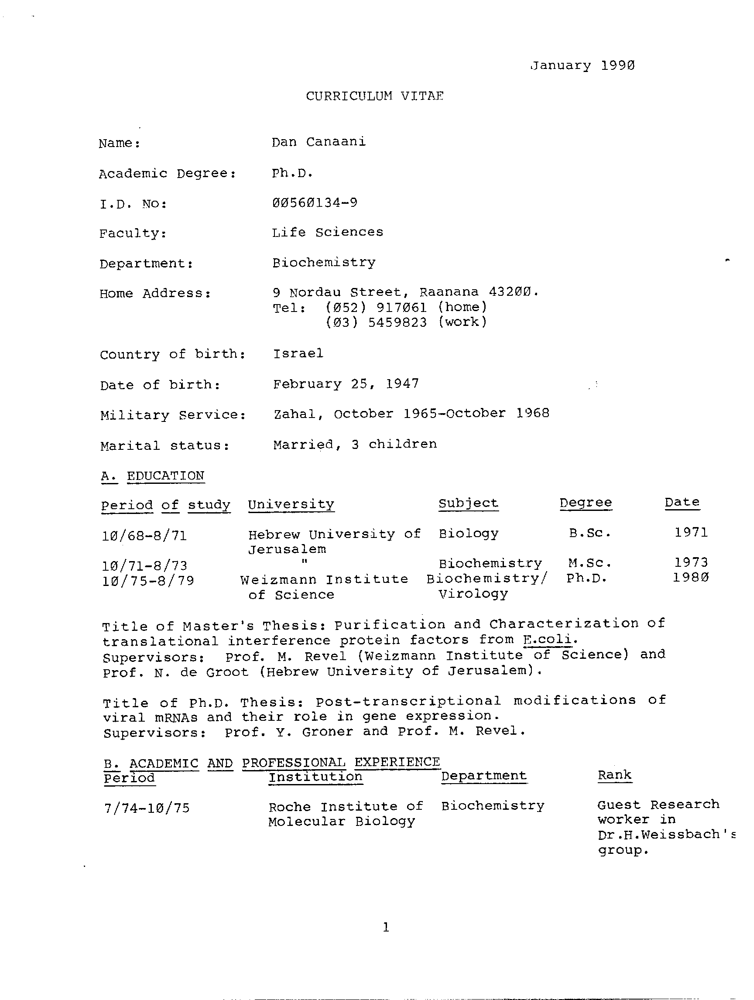 January 1990
CURRICULUM VITAE
Name: Dan Canaani
Academic Degree: Ph.D.
I.D. No: 00560134-9
Faculty: Life Sciences
Department: Biochemistry
Home Address: 9 Nordau Street, Raanana 43200.
Tel: (052) 917061 (home)
(03) 5459823 (work)
Country of birth: Israel
Date of birth: February 25, 1947
Military Service: Zahal, October 1965-October 1968
Marital status: Married, 3 children
A. EDUCATION
Period of study University Subject Degree Date
10/68-8/71 Hebrew University of Biology B.Sc. 1971
Jerusalem
10/71-8/73 " Biochemistry M.Sc. 1973
10/75-8/79 Weizmann Institute Biochemistry/ Ph.D. 1980
of Science Virology
Title of Master's Thesis: Purification and Characterization of
translational interference protein factors from E.coli.
Supervisors: Prof. M. Revel (Weizmann Institute of Science) and
Prof. N. de Groot (Hebrew University of Jerusalem).
Title of Ph.D. Thesis: Post-transcriptional modifications of
viral mRNAs and their role in gene expression.
Supervisors: Prof. Y. Groner and Prof. M. Revel.
B. ACADEMIC AND PROFESSIONAL EXPERIENCE
Period Institution Department Rank
7/74-10/75 Roche Institute of Biochemistry Guest Research
Molecular Biology worker in
Dr.H.Weissbach's
group.
1